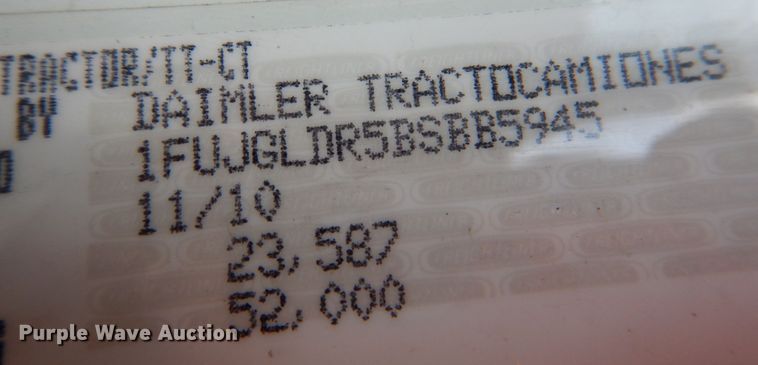 TRACTOR/TT-CT
BY DAIMLER TRACTOCAMIONES
1FUJGLDR5BSBB5945
11/10
23,587
52,000
Purple Wave Auction